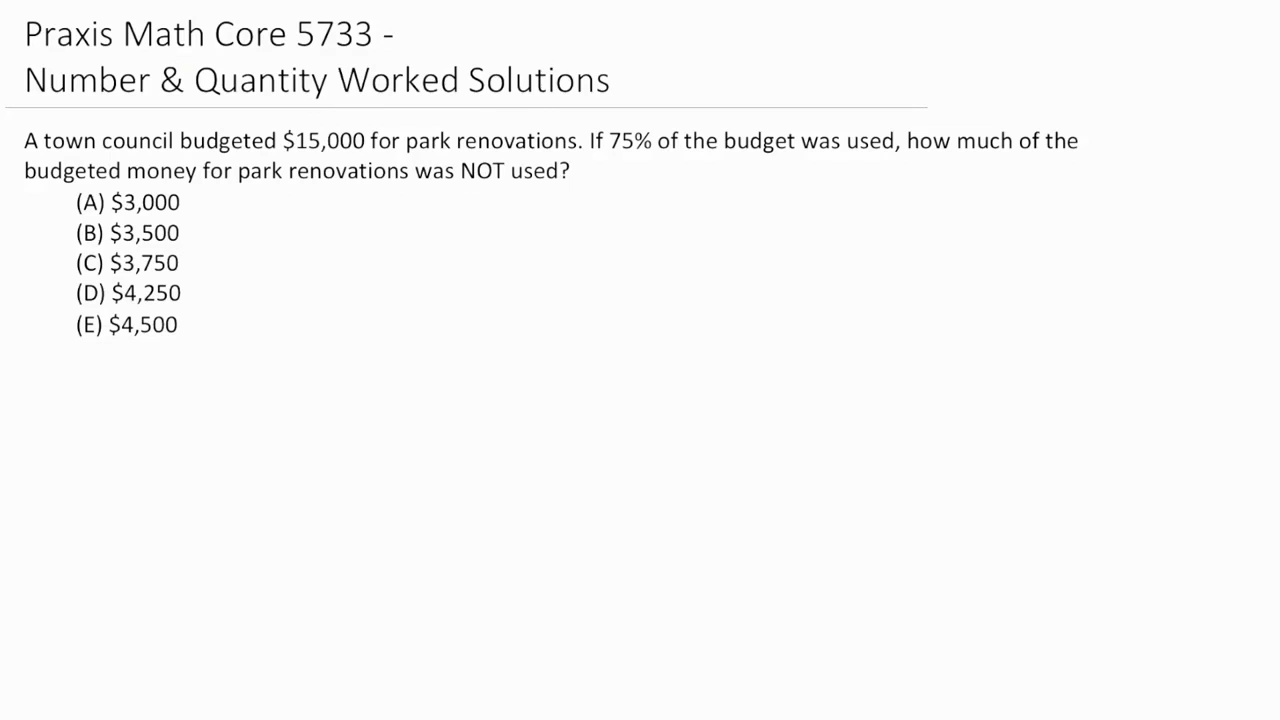 Praxis Math Core 5733 -
Number & Quantity Worked Solutions
A town council budgeted $15,000 for park renovations. If 75% of the budget was used, how much of the
budgeted money for park renovations was NOT used?
(A) $3,000
(B) $3,500
(C) $3,750
(D) $4,250
(E) $4,500